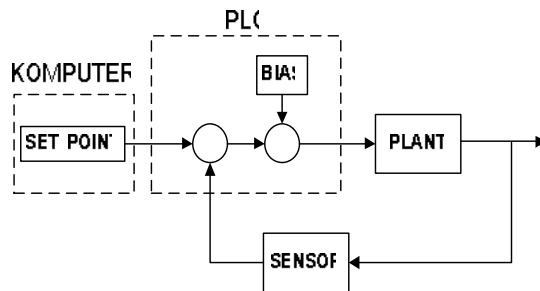 PLC
KOMPUTER
BIAS
SET POINT
PLANT
SENSOR